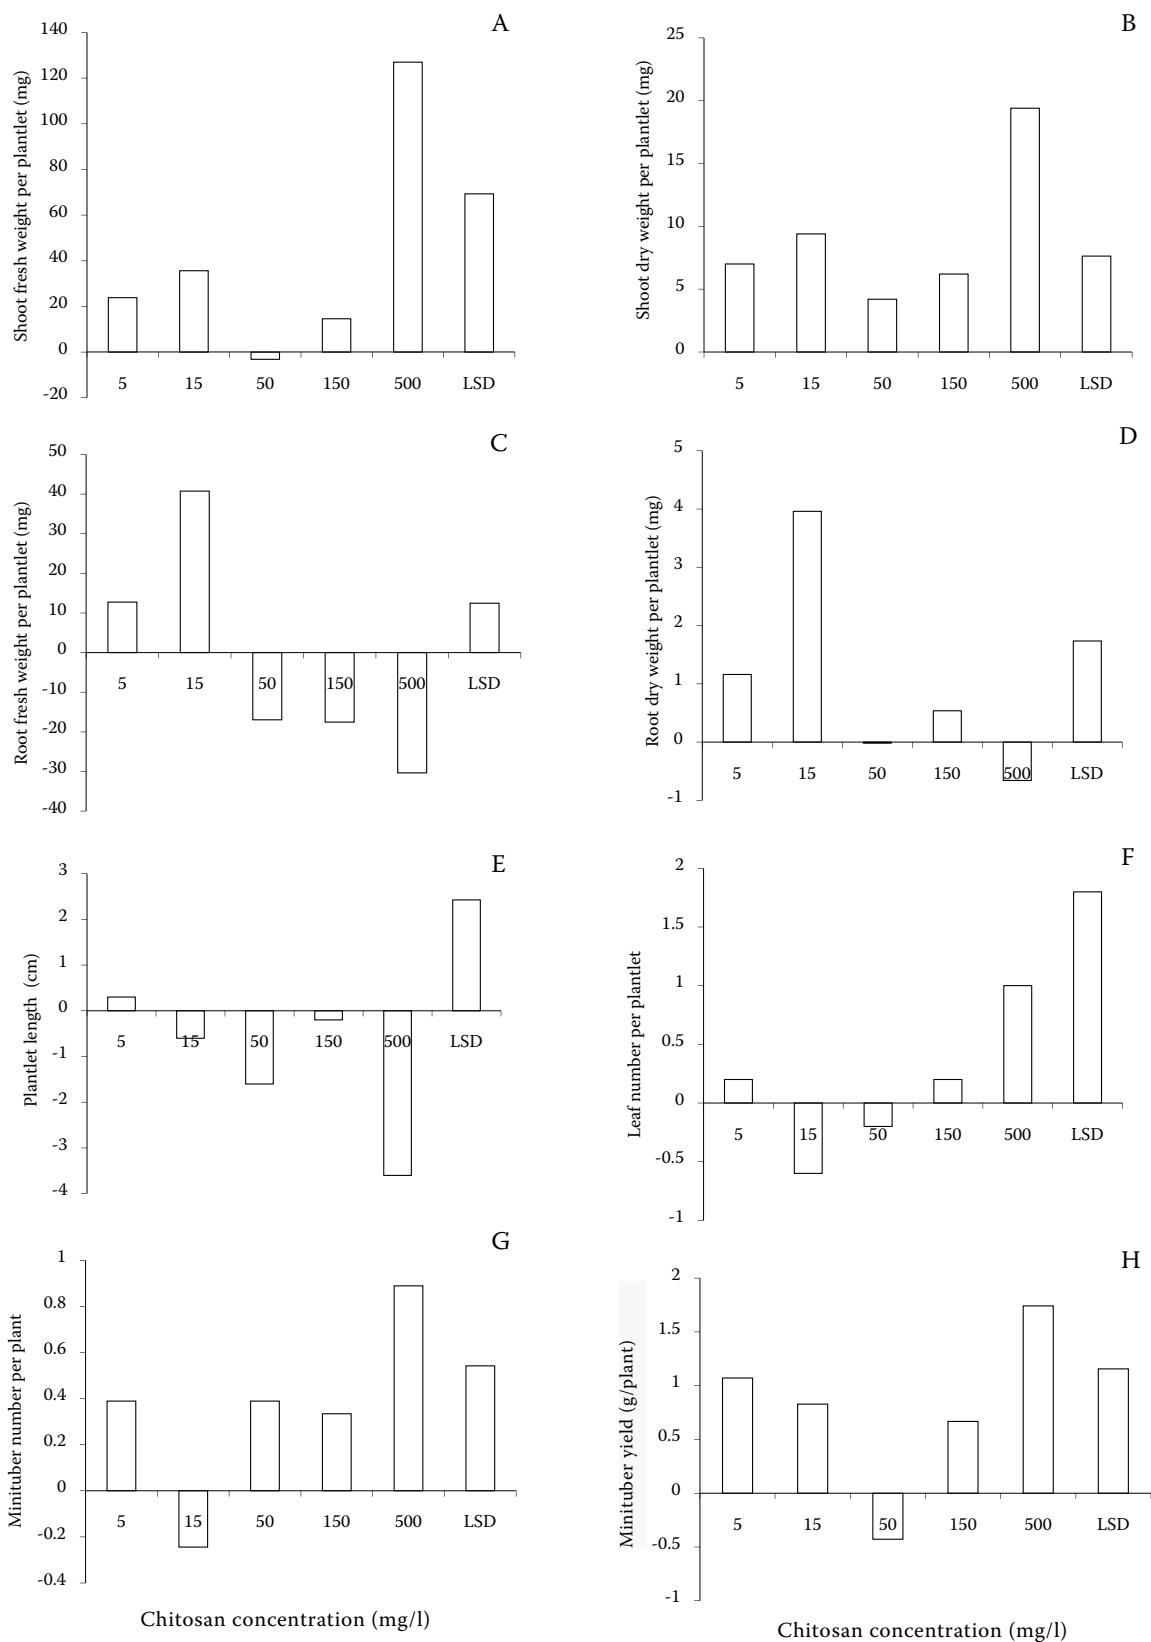 A
Shoot fresh weight per plantlet (mg)
140
120
100
80
60
40
20
0
-20
5 15 50 150 500 LSD
B
Shoot dry weight per plantlet (mg)
25
20
15
10
5
0
5 15 50 150 500 LSD
C
Root fresh weight per plantlet (mg)
50
40
30
20
10
0
-10
-20
-30
-40
5 15 50 150 500 LSD
D
Root dry weight per plantlet (mg)
5
4
3
2
1
0
-1
5 15 50 150 500 LSD
E
Plantlet length (cm)
3
2
1
0
-1
-2
-3
-4
5 15 50 150 500 LSD
F
Leaf number per plantlet
2
1.5
1
0.5
0
-0.5
-1
5 15 50 150 500 LSD
G
Minituber number per plant
1
0.8
0.6
0.4
0.2
0
-0.2
-0.4
5 15 50 150 500 LSD
Chitosan concentration (mg/l)
H
Minituber yield (g/plant)
2
1.5
1
0.5
0
-0.5
-1
5 15 50 150 500 LSD
Chitosan concentration (mg/l)